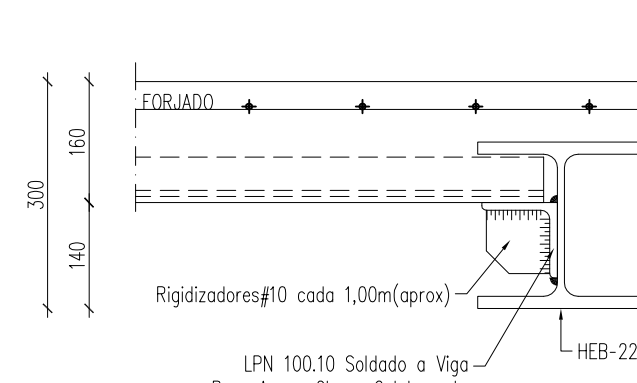 FORJADO
160
300
140
Rigidizadores#10 cada 1,00m(aprox)
HEB-22
LPN 100.10 Soldado a Viga